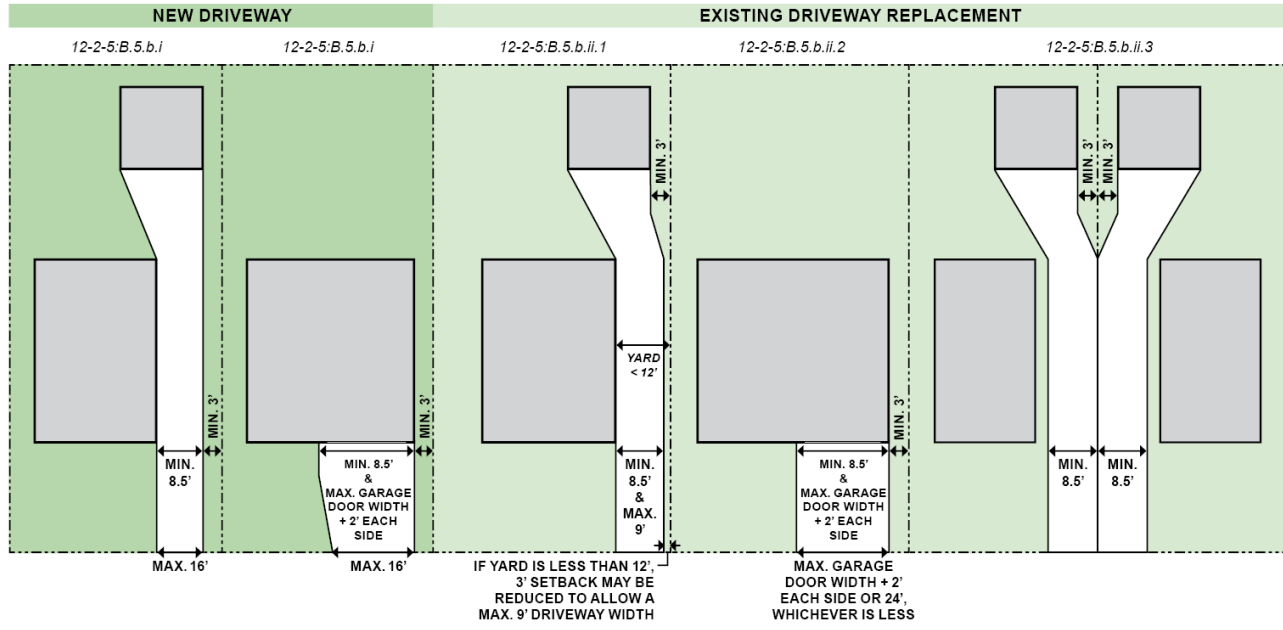 NEW DRIVEWAY
EXISTING DRIVEWAY REPLACEMENT
12-2-5:B.5.b.i
12-2-5:B.5.b.i
12-2-5:B.5.b.ii.1
12-2-5:B.5.b.ii.2
12-2-5:B.5.b.ii.3
MIN. 3'
MIN.
8.5'
MAX. 16'
MIN. 3'
MIN. 8.5'
&
MAX. GARAGE
DOOR WIDTH
+ 2' EACH
SIDE
MAX. 16'
MIN. 3'
YARD
< 12'
MIN.
8.5'
&
MAX.
9'
IF YARD IS LESS THAN 12',
3' SETBACK MAY BE
REDUCED TO ALLOW A
MAX. 9' DRIVEWAY WIDTH
MIN. 3'
MIN. 8.5'
&
MAX. GARAGE
DOOR WIDTH
+ 2' EACH
SIDE
MAX. GARAGE
DOOR WIDTH + 2'
EACH SIDE OR 24',
WHICHEVER IS LESS
MIN. 3'
MIN. 3'
MIN.
8.5'
MIN.
8.5'